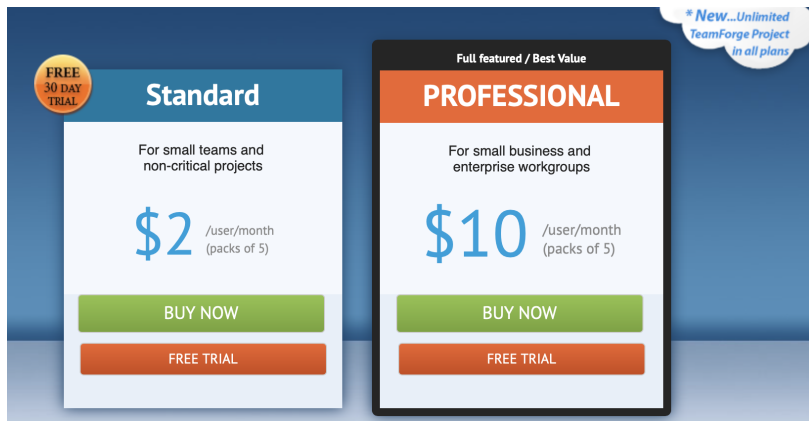 * New...Unlimited
TeamForge Project
in all plans
FREE
30 DAY
TRIAL
Standard
For small teams and
non-critical projects
$2 /user/month
(packs of 5)
BUY NOW
FREE TRIAL
Full featured / Best Value
PROFESSIONAL
For small business and
enterprise workgroups
$10 /user/month
(packs of 5)
BUY NOW
FREE TRIAL